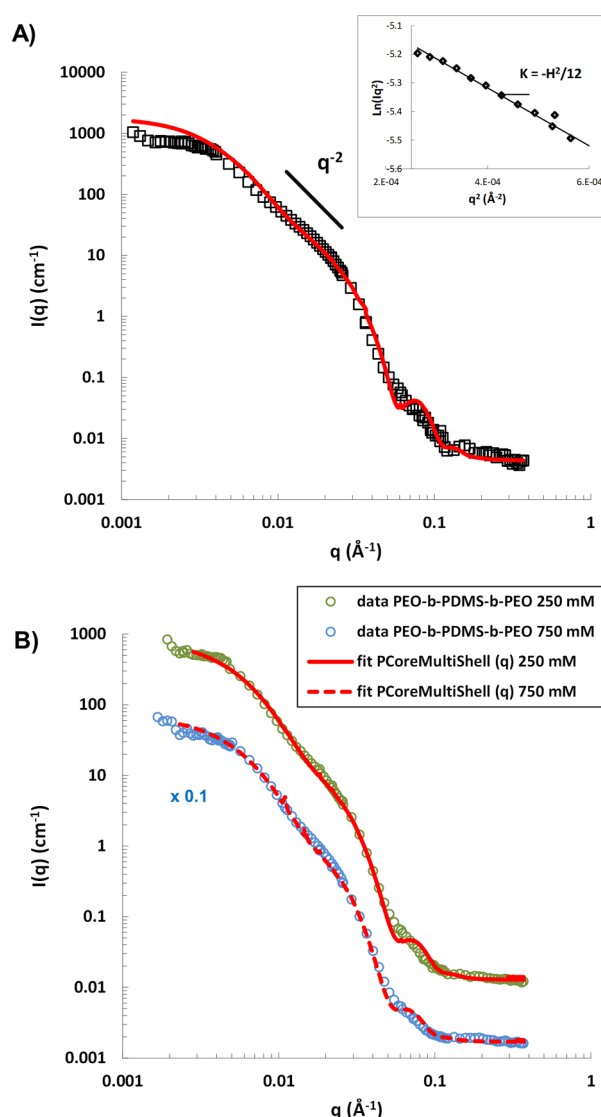 A)
10000
1000
100
10
1
0.1
0.01
0.001
I(q) (cm⁻¹)
0.001
0.01
0.1
1
q (Å⁻¹)
q⁻²
-5.1
-5.2
-5.3
-5.4
-5.5
-5.6
Ln(Iq²)
K = -H²/12
2.E-04
4.E-04
6.E-04
q² (Å⁻²)
B)
data PEO-b-PDMS-b-PEO 250 mM
data PEO-b-PDMS-b-PEO 750 mM
fit PCoreMultiShell (q) 250 mM
fit PCoreMultiShell (q) 750 mM
1000
100
10
1
0.1
0.01
0.001
I(q) (cm⁻¹)
x 0.1
0.001
0.01
0.1
1
q (Å⁻¹)